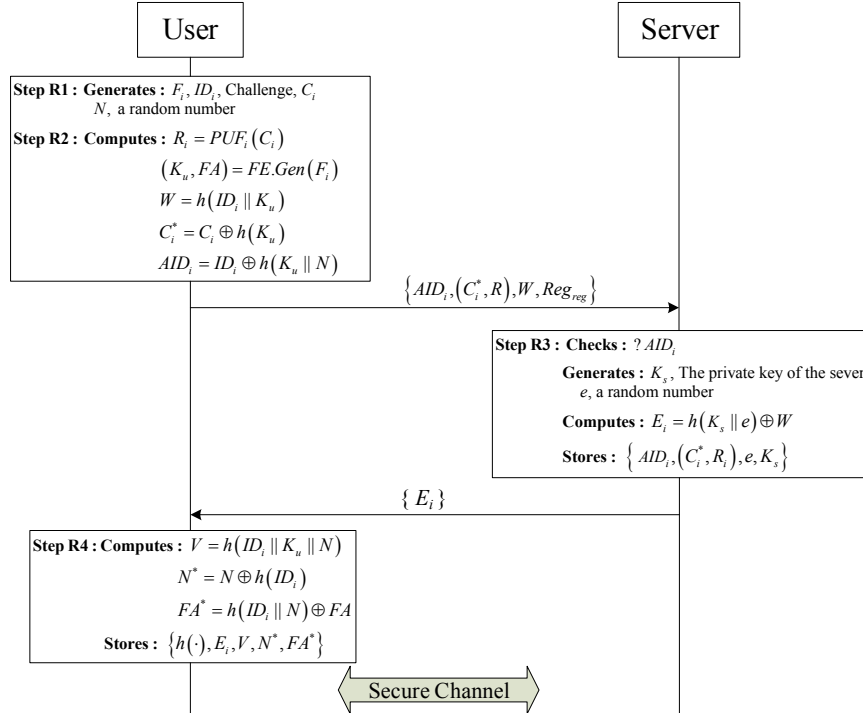 User
Server
Step R1 : Generates : F_i, ID_i, Challenge, C_i
N, a random number
Step R2 : Computes : R_i = PUF_i(C_i)
(K_u, FA) = FE.Gen(F_i)
W = h(ID_i || K_u)
C_i^* = C_i ⊕ h(K_u)
AID_i = ID_i ⊕ h(K_u || N)
{AID_i, (C_i^*, R), W, Reg_reg}
Step R3 : Checks : ? AID_i
Generates : K_s, The private key of the sever
e, a random number
Computes : E_i = h(K_s || e) ⊕ W
Stores : { AID_i, (C_i^*, R_i), e, K_s}
{ E_i }
Step R4 : Computes : V = h(ID_i || K_u || N)
N^* = N ⊕ h(ID_i)
FA^* = h(ID_i || N) ⊕ FA
Stores : {h(·), E_i, V, N^*, FA^*}
Secure Channel